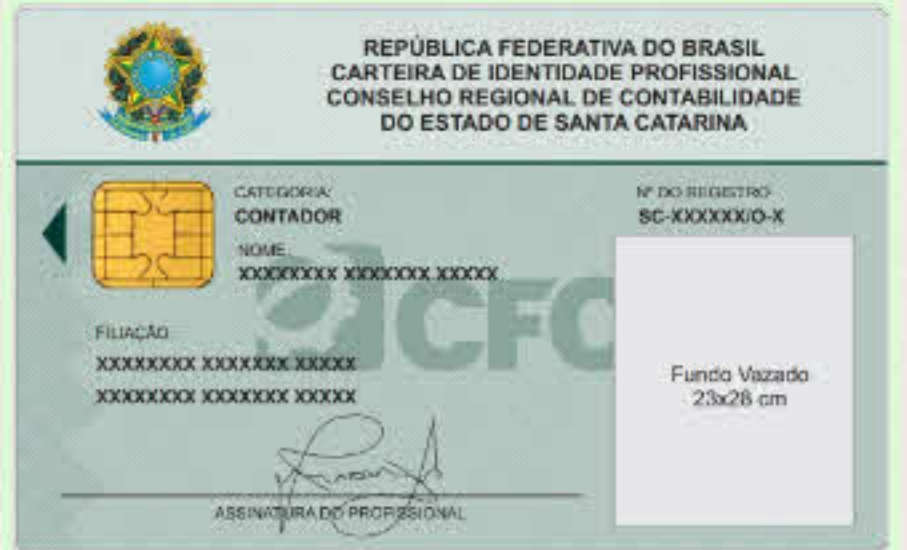 REPÚBLICA FEDERATIVA DO BRASIL
CARTEIRA DE IDENTIDADE PROFISSIONAL
CONSELHO REGIONAL DE CONTABILIDADE
DO ESTADO DE SANTA CATARINA
CATEGORIA:
CONTADOR
Nº DO REGISTRO
SC-XXXXXX/O-X
NOME
XXXXXXXX XXXXXXX XXXXX
CFC
FILIAÇÃO
XXXXXXXX XXXXXXX XXXXX
XXXXXXXX XXXXXXX XXXXX
Fundo Vazado
23x28 cm
ASSINATURA DO PROFISSIONAL